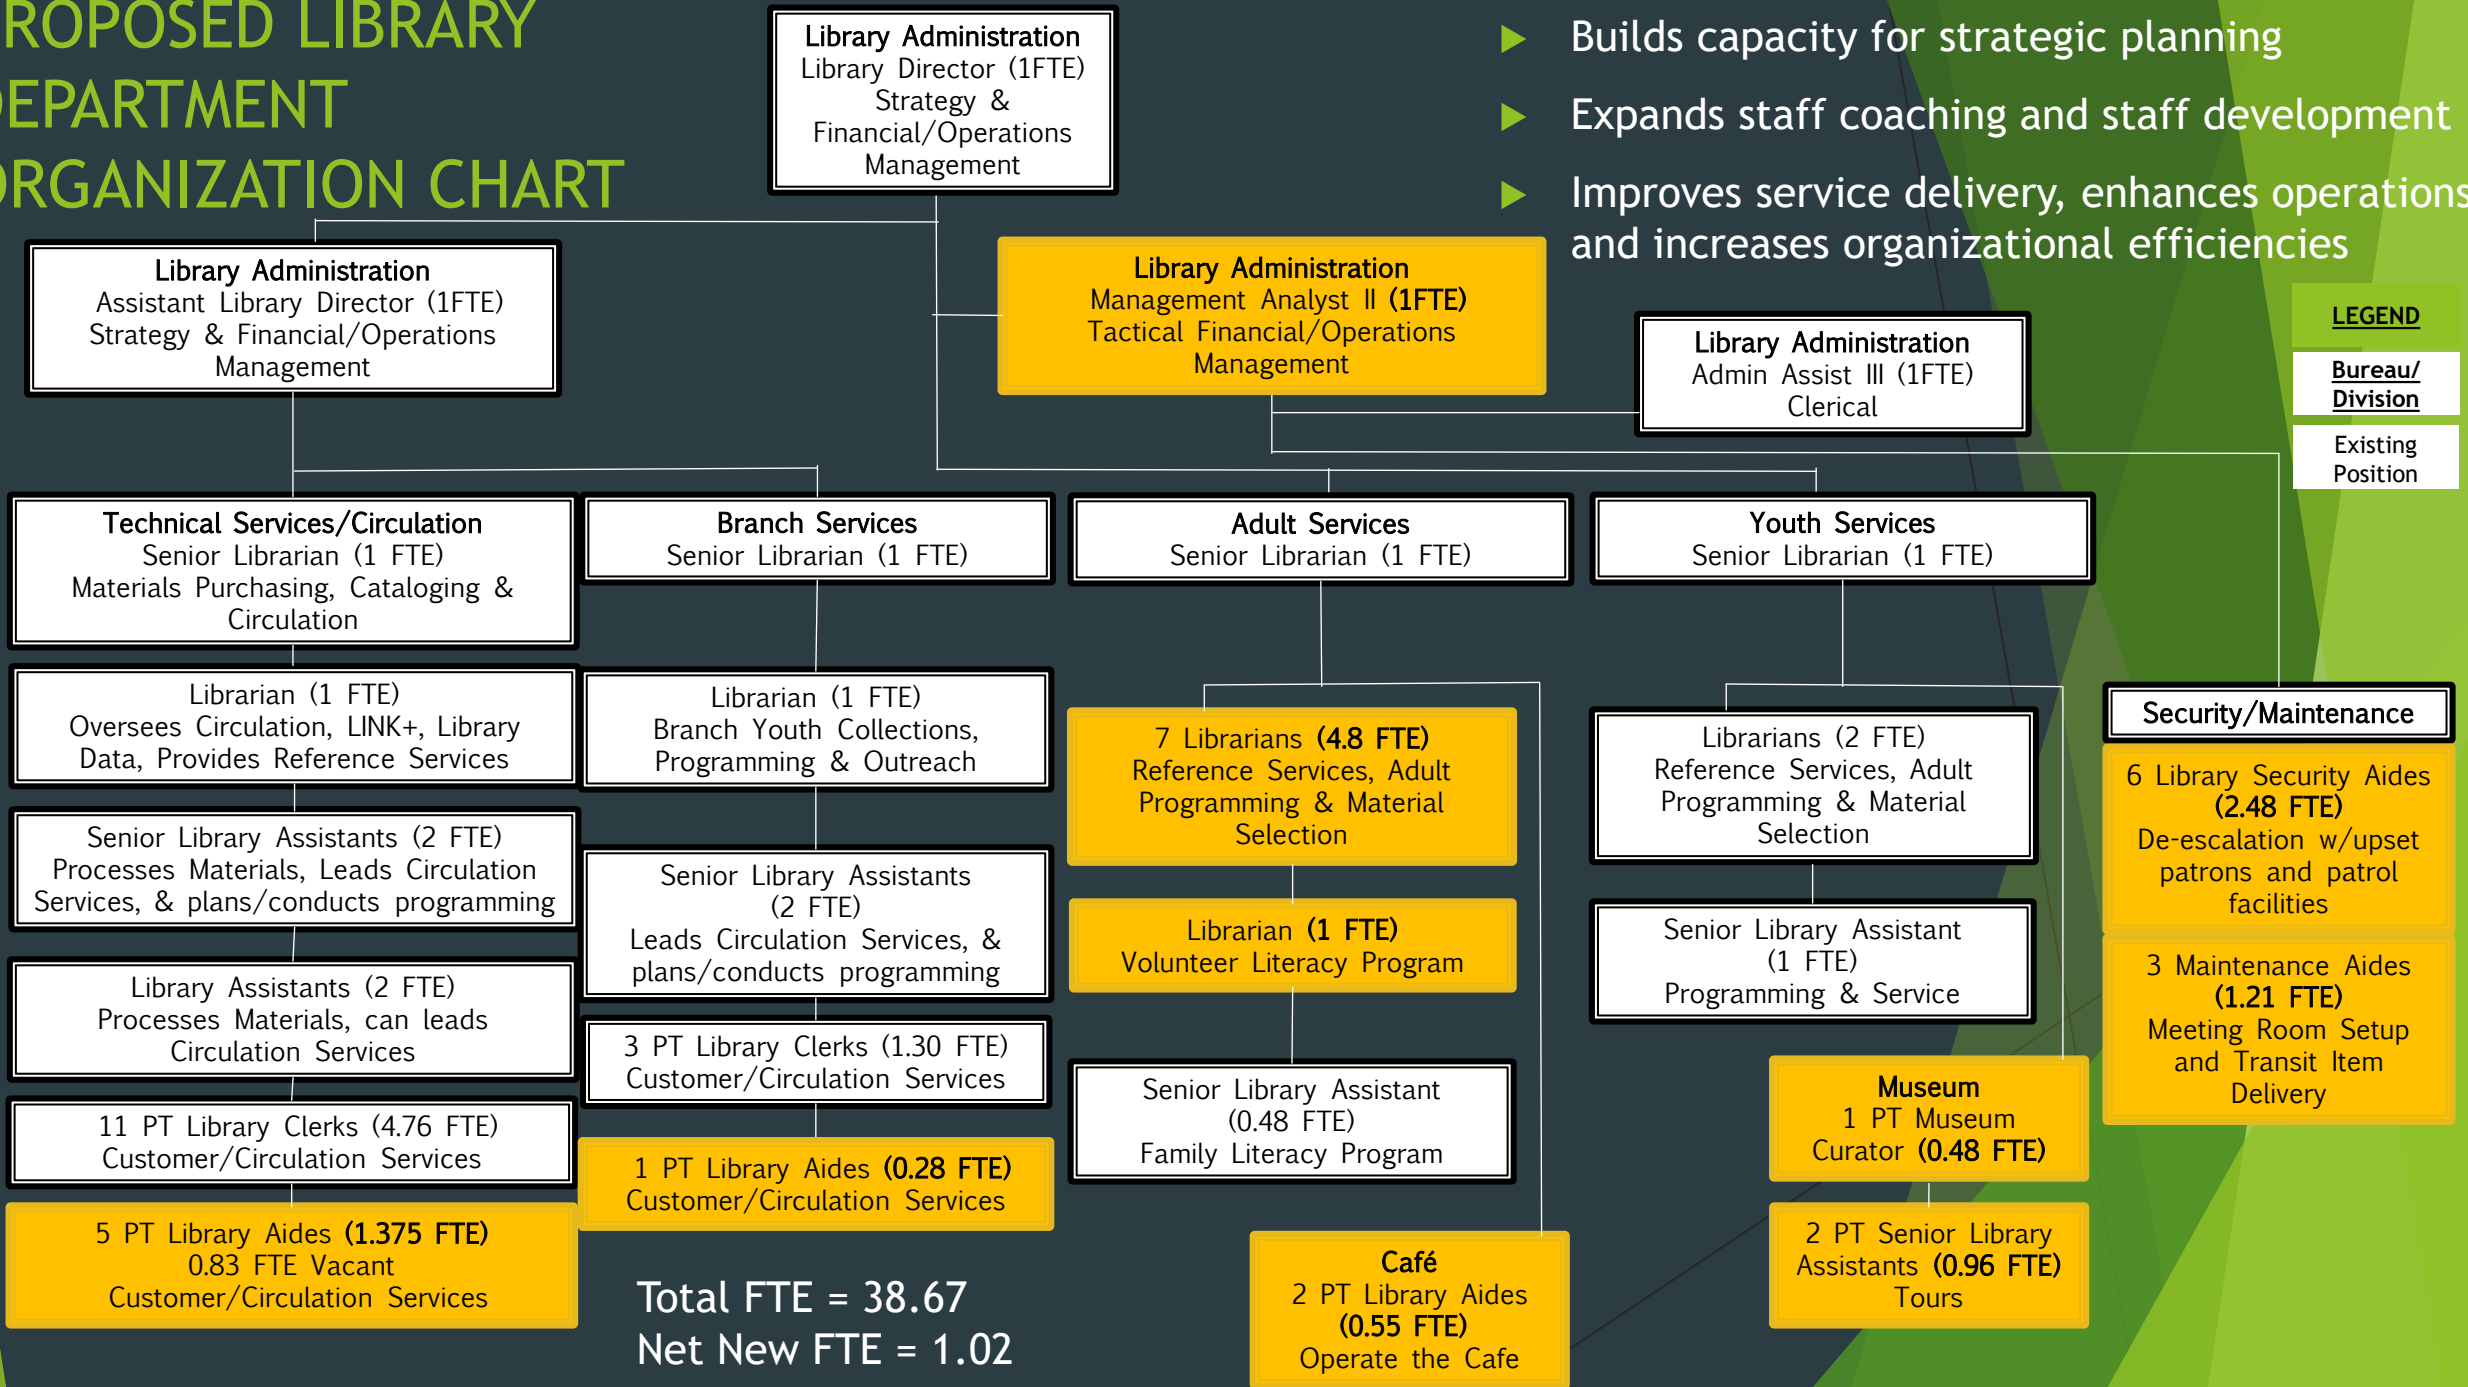 ROPOSED LIBRARY
DEPARTMENT
ORGANIZATION CHART
Library Administration
Library Director (1FTE)
Strategy &
Financial/Operations
Management
Builds capacity for strategic planning
Expands staff coaching and staff development
Improves service delivery, enhances operations
and increases organizational efficiencies
Library Administration
Assistant Library Director (1FTE)
Strategy & Financial/Operations
Management
Library Administration
Management Analyst II (1FTE)
Tactical Financial/Operations
Management
Library Administration
Admin Assist III (1FTE)
Clerical
LEGEND
Bureau/
Division
Existing
Position
Technical Services/Circulation
Senior Librarian (1 FTE)
Materials Purchasing, Cataloging &
Circulation
Librarian (1 FTE)
Oversees Circulation, LINK+, Library
Data, Provides Reference Services
Senior Library Assistants (2 FTE)
Processes Materials, Leads Circulation
Services, & plans/conducts programming
Library Assistants (2 FTE)
Processes Materials, can leads
Circulation Services
11 PT Library Clerks (4.76 FTE)
Customer/Circulation Services
5 PT Library Aides (1.375 FTE)
0.83 FTE Vacant
Customer/Circulation Services
Branch Services
Senior Librarian (1 FTE)
Librarian (1 FTE)
Branch Youth Collections,
Programming & Outreach
Senior Library Assistants
(2 FTE)
Leads Circulation Services, &
plans/conducts programming
3 PT Library Clerks (1.30 FTE)
Customer/Circulation Services
1 PT Library Aides (0.28 FTE)
Customer/Circulation Services
Total FTE = 38.67
Net New FTE = 1.02
Adult Services
Senior Librarian (1 FTE)
7 Librarians (4.8 FTE)
Reference Services, Adult
Programming & Material
Selection
Librarian (1 FTE)
Volunteer Literacy Program
Senior Library Assistant
(0.48 FTE)
Family Literacy Program
Café
2 PT Library Aides
(0.55 FTE)
Operate the Cafe
Youth Services
Senior Librarian (1 FTE)
Librarians (2 FTE)
Reference Services, Adult
Programming & Material
Selection
Senior Library Assistant
(1 FTE)
Programming & Service
Museum
1 PT Museum
Curator (0.48 FTE)
2 PT Senior Library
Assistants (0.96 FTE)
Tours
Security/Maintenance
6 Library Security Aides
(2.48 FTE)
De-escalation w/upset
patrons and patrol
facilities
3 Maintenance Aides
(1.21 FTE)
Meeting Room Setup
and Transit Item
Delivery